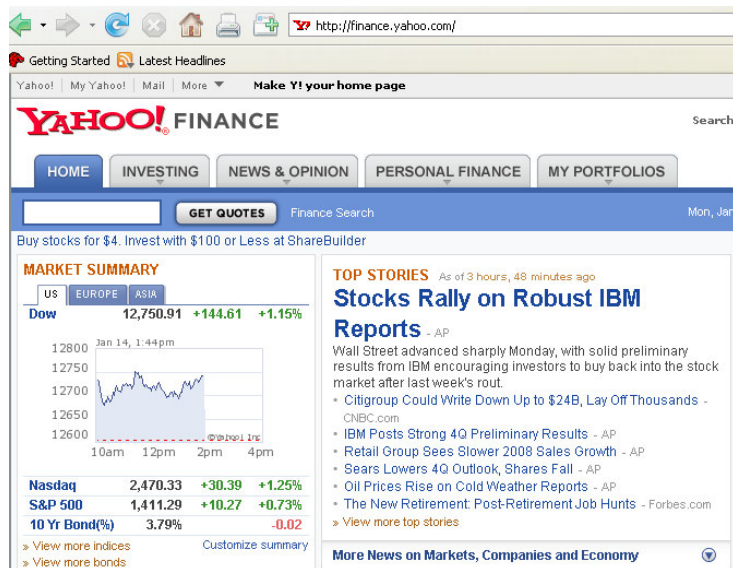 http://finance.yahoo.com/
Getting Started Latest Headlines
Yahoo! My Yahoo! Mail More Make Y! your home page
YAHOO! FINANCE
Search
HOME INVESTING NEWS & OPINION PERSONAL FINANCE MY PORTFOLIOS
GET QUOTES Finance Search Mon, Jan
Buy stocks for $4. Invest with $100 or Less at ShareBuilder
MARKET SUMMARY
US EUROPE ASIA
Dow 12,750.91 +144.61 +1.15%
Jan 14, 1:44pm
12800
12750
12700
12650
12600
©Yahoo! Inc
10am 12pm 2pm 4pm
Nasdaq 2,470.33 +30.39 +1.25%
S&P 500 1,411.29 +10.27 +0.73%
10 Yr Bond(%) 3.79% -0.02
» View more indices Customize summary
» View more bonds
TOP STORIES As of 3 hours, 48 minutes ago
Stocks Rally on Robust IBM
Reports - AP
Wall Street advanced sharply Monday, with solid preliminary
results from IBM encouraging investors to buy back into the stock
market after last week's rout.
• Citigroup Could Write Down Up to $24B, Lay Off Thousands -
CNBC.com
• IBM Posts Strong 4Q Preliminary Results - AP
• Retail Group Sees Slower 2008 Sales Growth - AP
• Sears Lowers 4Q Outlook, Shares Fall - AP
• Oil Prices Rise on Cold Weather Reports - AP
• The New Retirement: Post-Retirement Job Hunts - Forbes.com
» View more top stories
More News on Markets, Companies and Economy